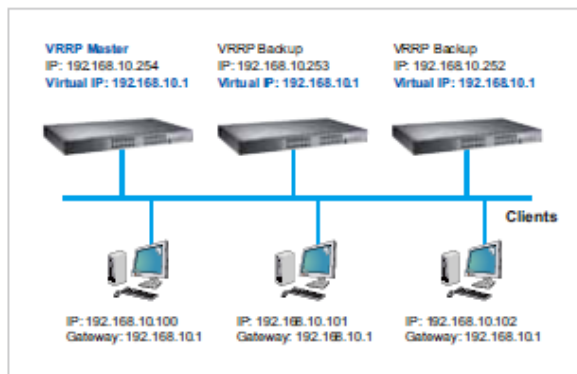 VRRP Master
IP: 192.168.10.254
Virtual IP: 192.168.10.1
VRRP Backup
IP: 192.168.10.253
Virtual IP: 192.168.10.1
VRRP Backup
IP: 192.168.10.252
Virtual IP: 192.168.10.1
Clients
IP: 192.168.10.100
Gateway: 192.168.10.1
IP: 192.168.10.101
Gateway: 192.168.10.1
IP: 192.168.10.102
Gateway: 192.168.10.1